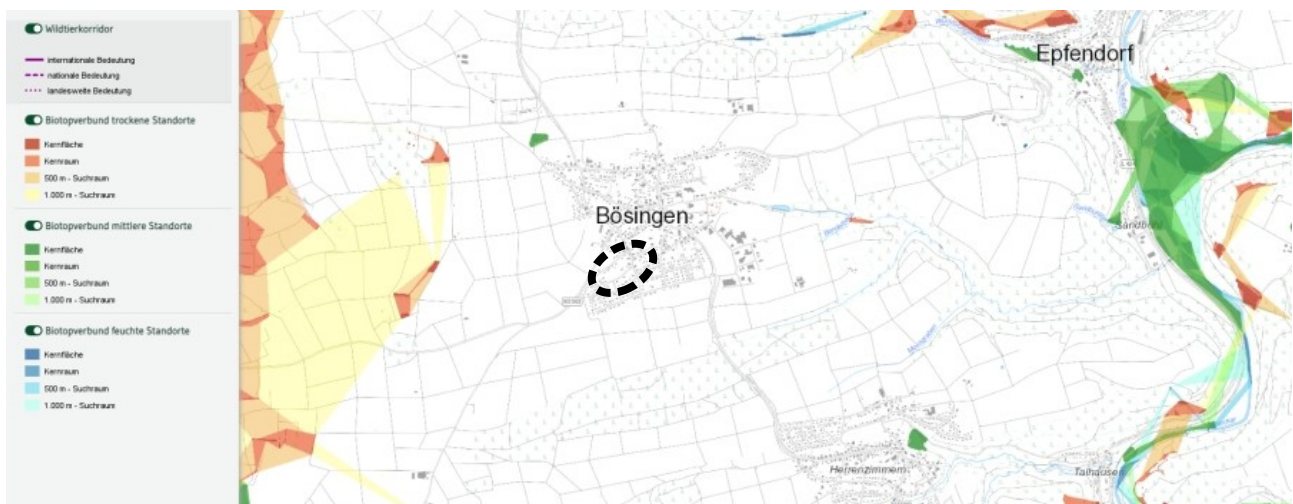 Wildtierkorridor
internationale Bedeutung
nationale Bedeutung
landesweite Bedeutung
Biotopverbund trockene Standorte
Kernfläche
Kernraum
500 m - Suchraum
1.000 m - Suchraum
Biotopverbund mittlere Standorte
Kernfläche
Kernraum
500 m - Suchraum
1.000 m - Suchraum
Biotopverbund feuchte Standorte
Kernfläche
Kernraum
500 m - Suchraum
1.000 m - Suchraum
Epfendorf
Bösingen
Herrenzimmern
Talhausen